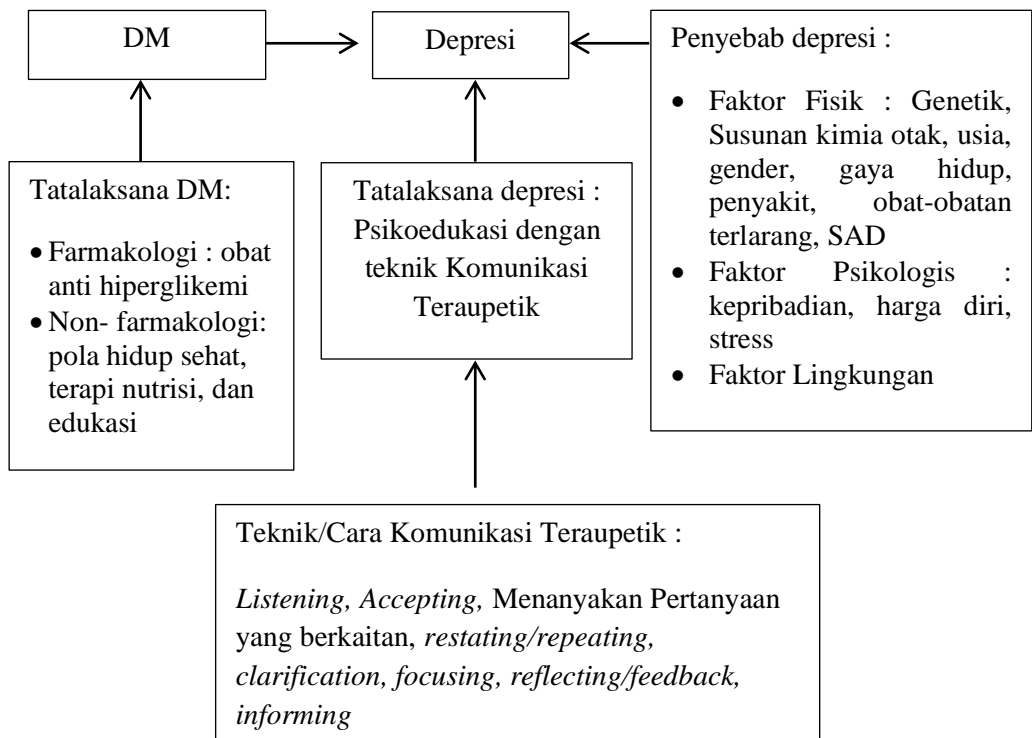 DM
Depresi
Penyebab depresi :
• Faktor Fisik : Genetik,
Susunan kimia otak, usia,
gender, gaya hidup,
penyakit, obat-obatan
terlarang, SAD
• Faktor Psikologis :
kepribadian, harga diri,
stress
• Faktor Lingkungan
Tatalaksana DM:
• Farmakologi : obat
anti hiperglikemi
• Non- farmakologi:
pola hidup sehat,
terapi nutrisi, dan
edukasi
Tatalaksana depresi :
Psikoedukasi dengan
teknik Komunikasi
Teraupetik
Teknik/Cara Komunikasi Teraupetik :
Listening, Accepting, Menanyakan Pertanyaan
yang berkaitan, restating/repeating,
clarification, focusing, reflecting/feedback,
informing